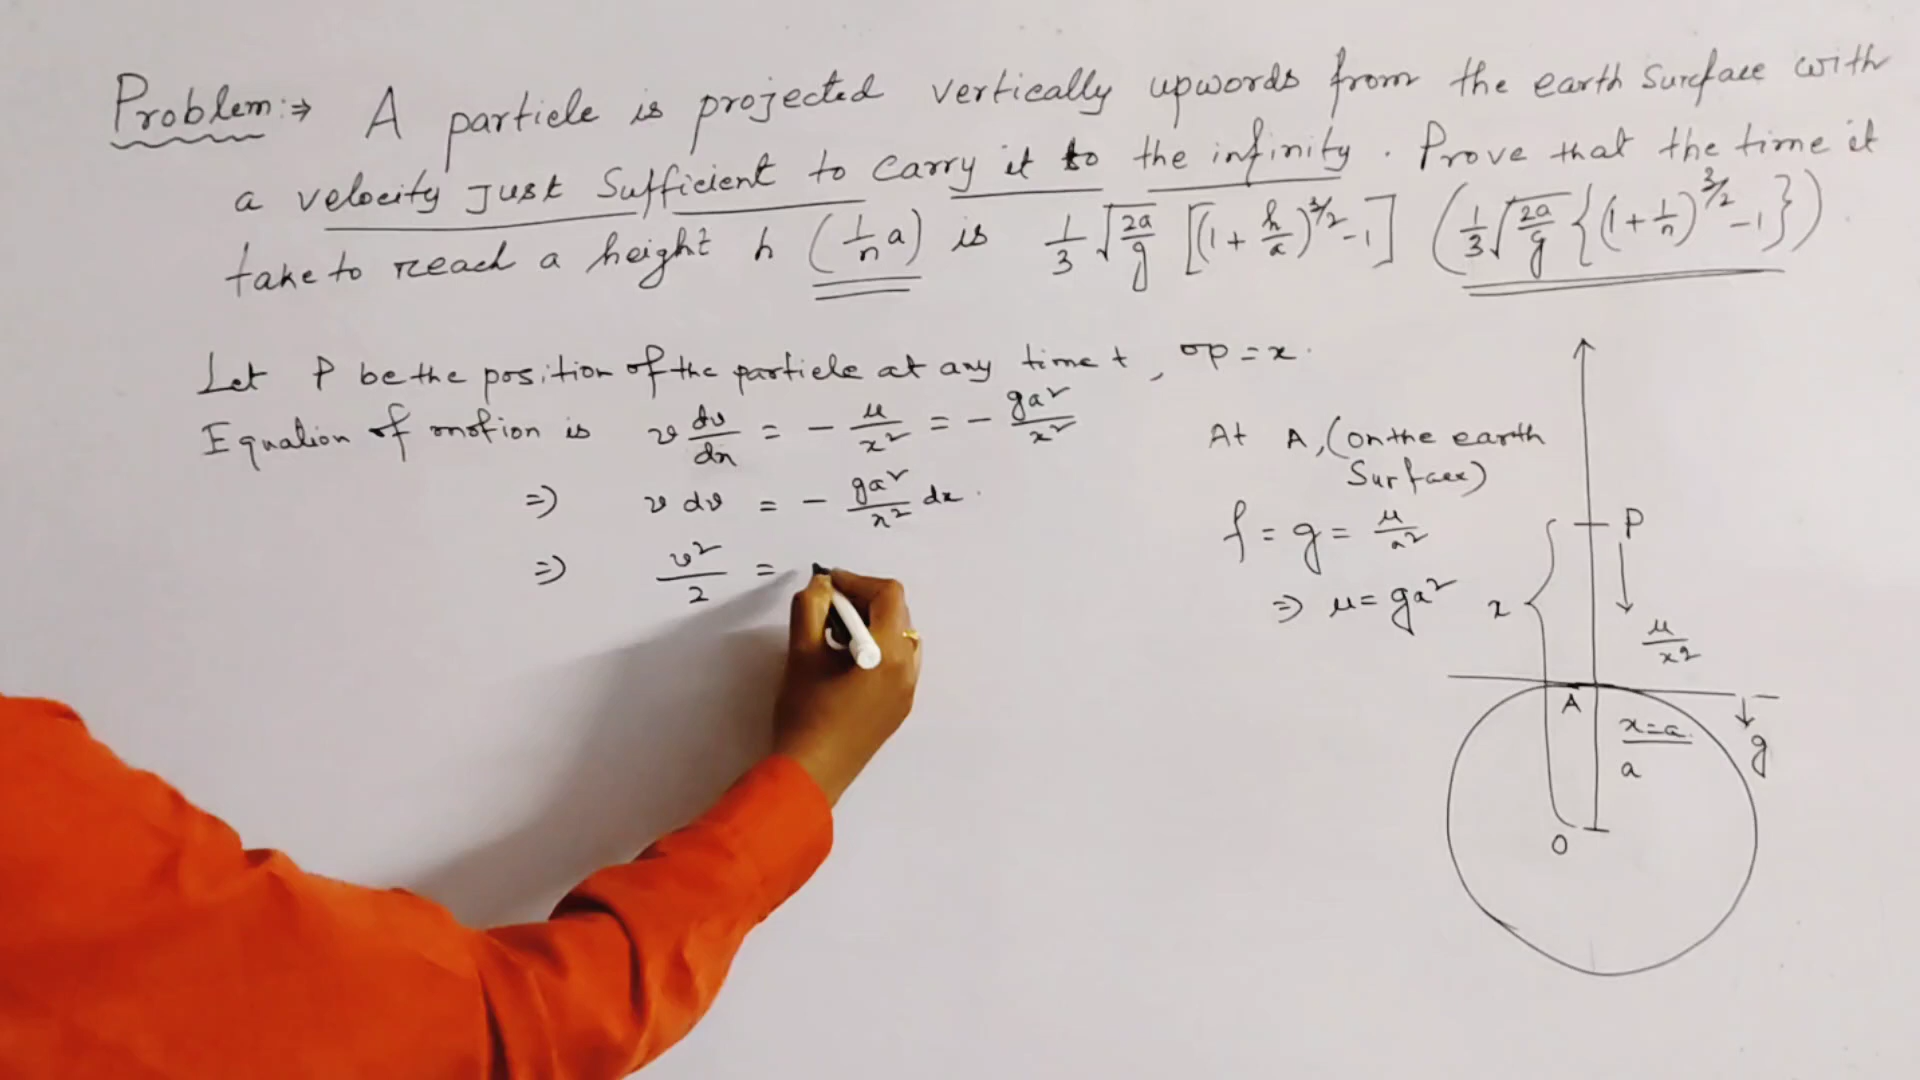 Problem :⇒ A particle is projected vertically upwords from the earth surface with
a velocity just sufficient to carry it to the infinity. Prove that the time it
take to reach a height h (1/n a) is 1/3 √(2a/g) [(1 + h/a)^3/2 - 1] (1/3 √(2a/g) {(1 + 1/n)^3/2 - 1}).
Let P be the position of the particle at any time t, op = x.
Equation of motion is v dv/dx = - μ/x² = - ga²/x²
⇒ v dv = - ga²/x² dx.
⇒ v²/2 =
At A, (on the earth
surface)
f = g = μ/a²
⇒ μ = ga²
P
x
μ/x²
A
x=a
a
g
O